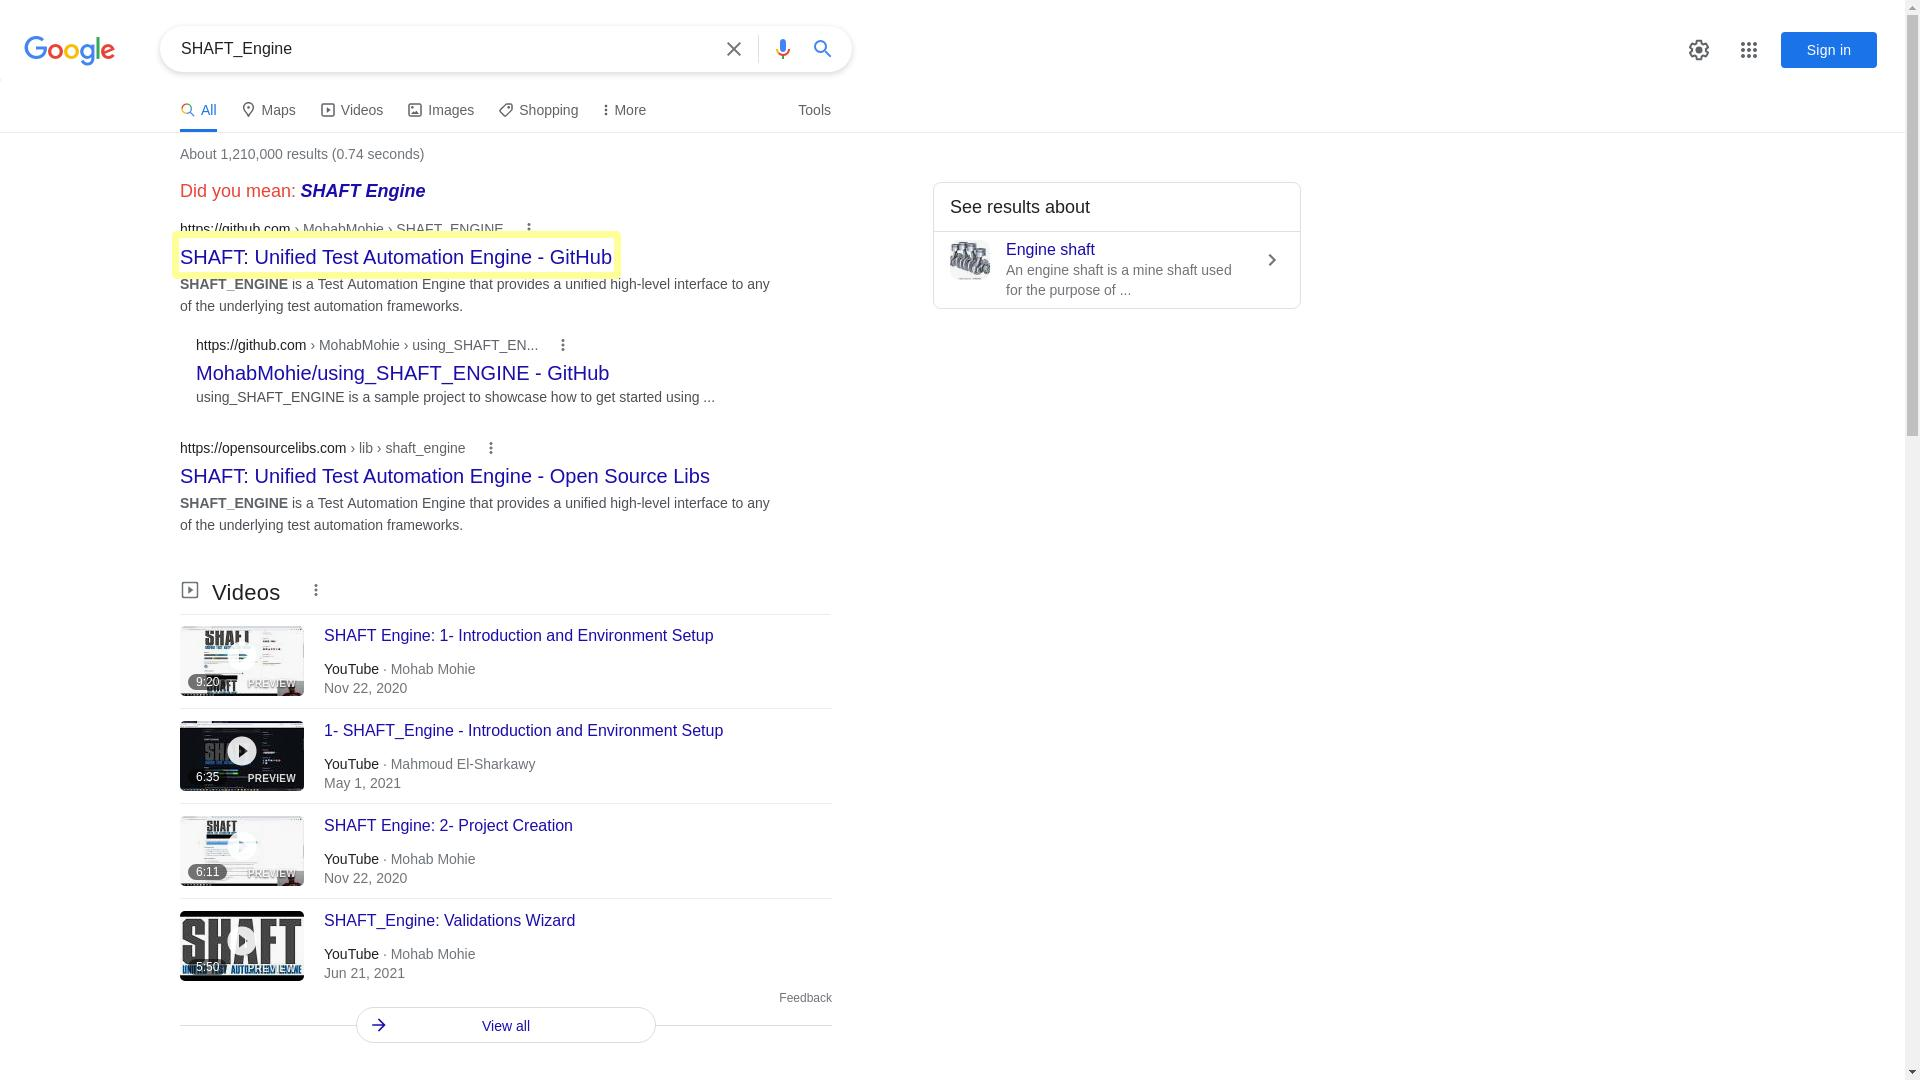 Google
SHAFT_Engine
Sign in
All
Maps
Videos
Images
Shopping
More
Tools
About 1,210,000 results (0.74 seconds)
Did you mean: SHAFT Engine
https://github.com › MohabMohie › SHAFT_ENGINE
SHAFT: Unified Test Automation Engine - GitHub
SHAFT_ENGINE is a Test Automation Engine that provides a unified high-level interface to any
of the underlying test automation frameworks.
https://github.com › MohabMohie › using_SHAFT_EN...
MohabMohie/using_SHAFT_ENGINE - GitHub
using_SHAFT_ENGINE is a sample project to showcase how to get started using ...
https://opensourcelibs.com › lib › shaft_engine
SHAFT: Unified Test Automation Engine - Open Source Libs
SHAFT_ENGINE is a Test Automation Engine that provides a unified high-level interface to any
of the underlying test automation frameworks.
Videos
SHAFT
9:20
PREVIEW
SHAFT Engine: 1- Introduction and Environment Setup
YouTube · Mohab Mohie
Nov 22, 2020
6:35
PREVIEW
1- SHAFT_Engine - Introduction and Environment Setup
YouTube · Mahmoud El-Sharkawy
May 1, 2021
SHAFT
6:11
PREVIEW
SHAFT Engine: 2- Project Creation
YouTube · Mohab Mohie
Nov 22, 2020
SHAFT
5:50
PREVIEW
SHAFT_Engine: Validations Wizard
YouTube · Mohab Mohie
Jun 21, 2021
Feedback
View all
See results about
Engine shaft
An engine shaft is a mine shaft used
for the purpose of ...